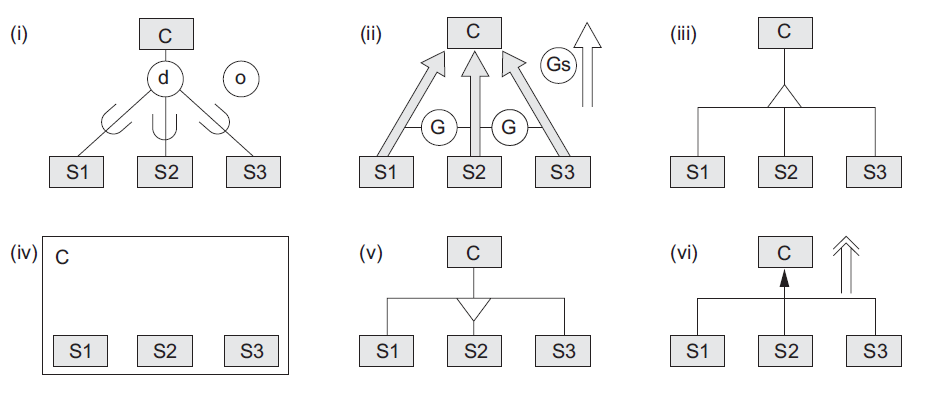 (i)
C
d
o
S1 S2 S3
(ii)
C
Gs
G G
S1 S2 S3
(iii)
C
S1 S2 S3
(iv)
C
S1 S2 S3
(v)
C
S1 S2 S3
(vi)
C
S1 S2 S3